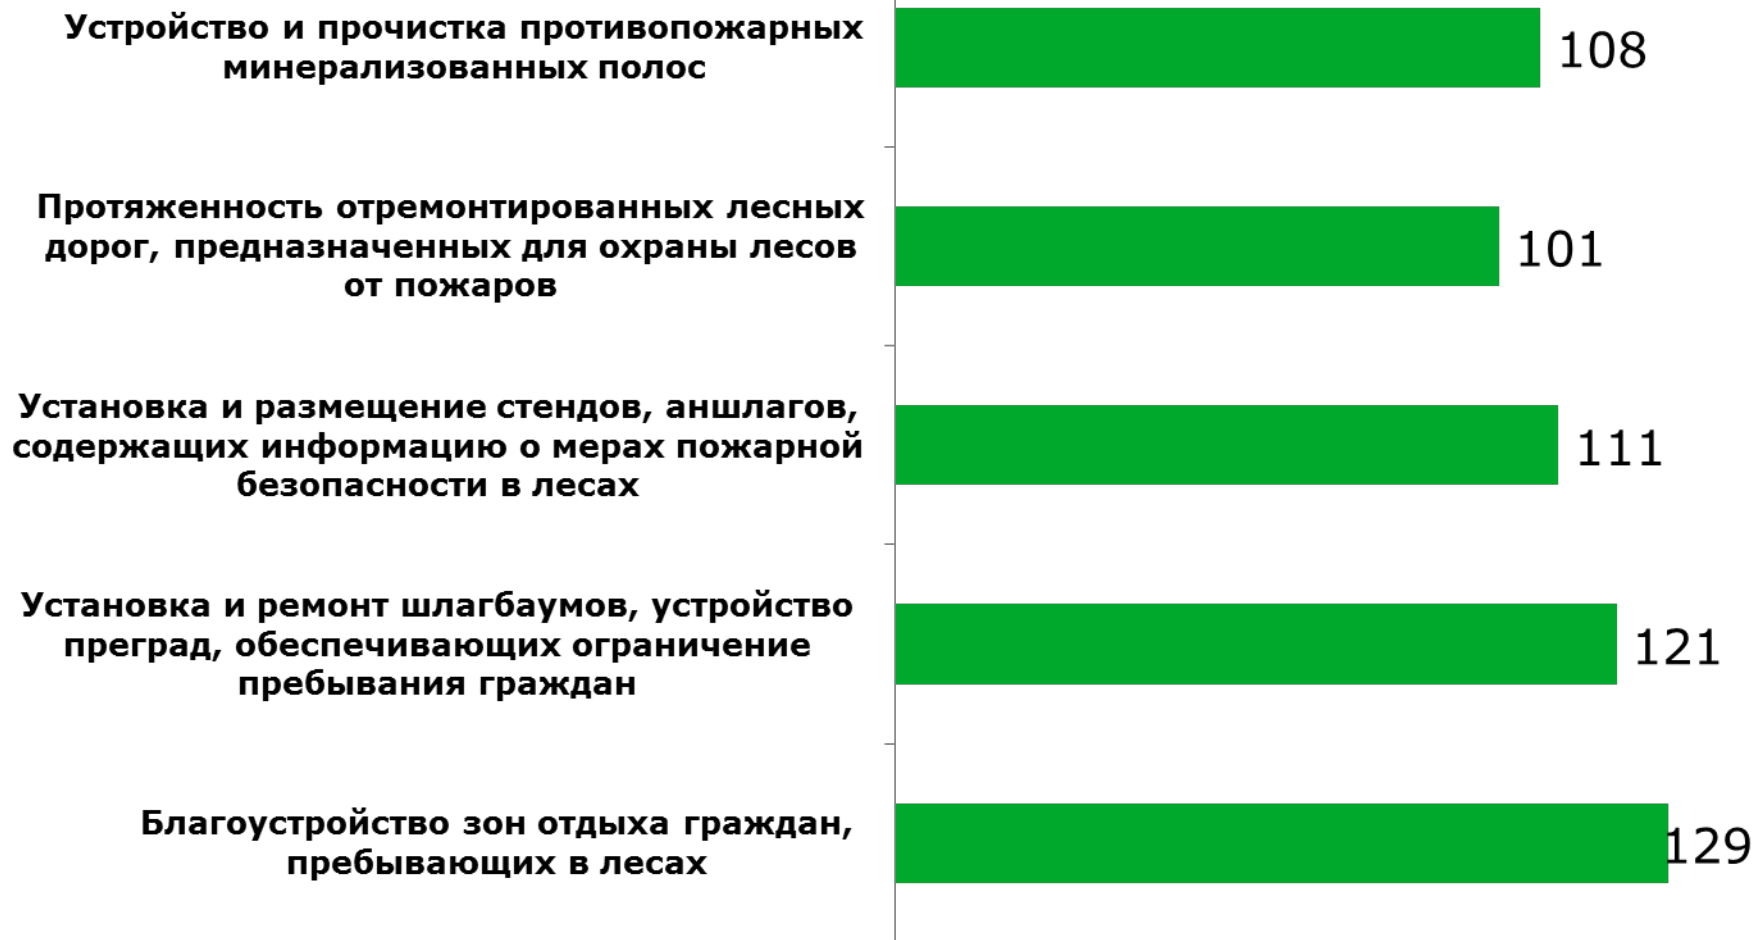 Устройство и прочистка противопожарных
минерализованных полос
108
Протяженность отремонтированных лесных
дорог, предназначенных для охраны лесов
от пожаров
101
Установка и размещение стендов, аншлагов,
содержащих информацию о мерах пожарной
безопасности в лесах
111
Установка и ремонт шлагбаумов, устройство
преград, обеспечивающих ограничение
пребывания граждан
121
Благоустройство зон отдыха граждан,
пребывающих в лесах
129